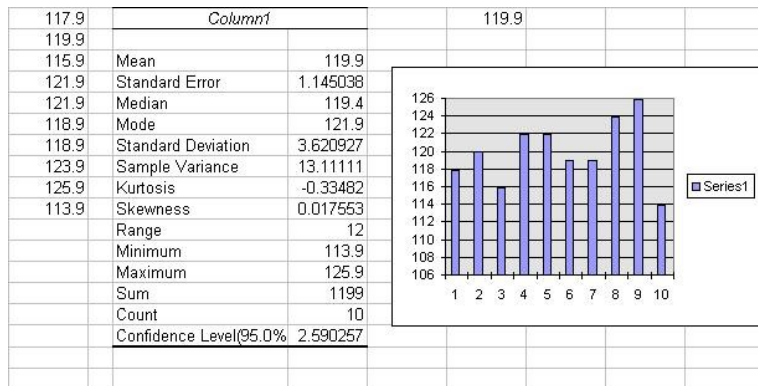 117.9 Column1 119.9
119.9
115.9 Mean 119.9
121.9 Standard Error 1.145038
121.9 Median 119.4
118.9 Mode 121.9
118.9 Standard Deviation 3.620927
123.9 Sample Variance 13.11111
125.9 Kurtosis -0.33482
113.9 Skewness 0.017553
Range 12
Minimum 113.9
Maximum 125.9
Sum 1199
Count 10
Confidence Level(95.0% 2.590257
126
124
122
120
118
116
114
112
110
108
106
1 2 3 4 5 6 7 8 9 10
Series1